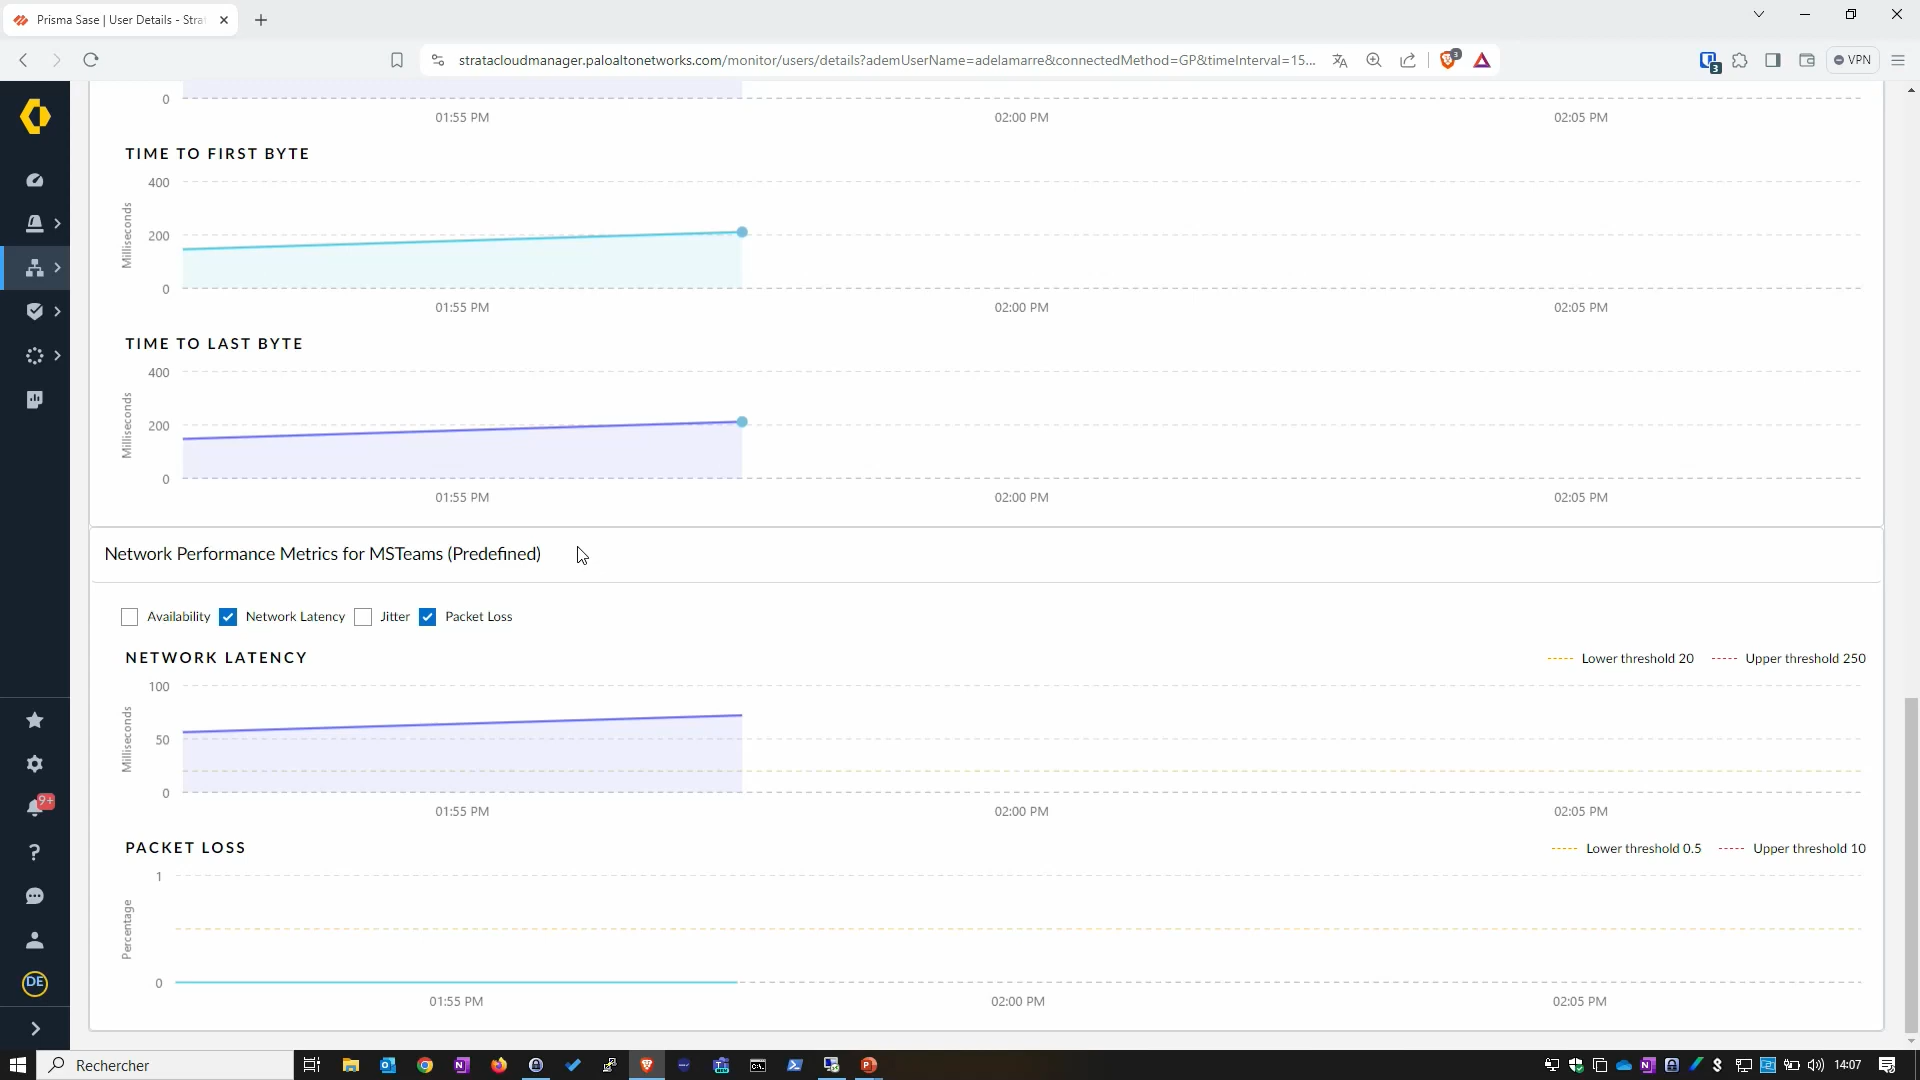 Prisma Sase | User Details - Stra
stratacloudmanager.paloaltonetworks.com/monitor/users/details?ademUserName=adelamarre&connectedMethod=GP&timeInterval=15...
3
3
VPN
0
01:55 PM
02:00 PM
02:05 PM
TIME TO FIRST BYTE
400
Milliseconds
200
0
01:55 PM
02:00 PM
02:05 PM
TIME TO LAST BYTE
400
Milliseconds
200
0
01:55 PM
02:00 PM
02:05 PM
Network Performance Metrics for MSTeams (Predefined)
Availability Network Latency Jitter Packet Loss
NETWORK LATENCY
Lower threshold 20 Upper threshold 250
100
Milliseconds
50
0
01:55 PM
02:00 PM
02:05 PM
PACKET LOSS
Lower threshold 0.5 Upper threshold 10
1
Percentage
0
01:55 PM
02:00 PM
02:05 PM
9+
DE
Rechercher
14:07